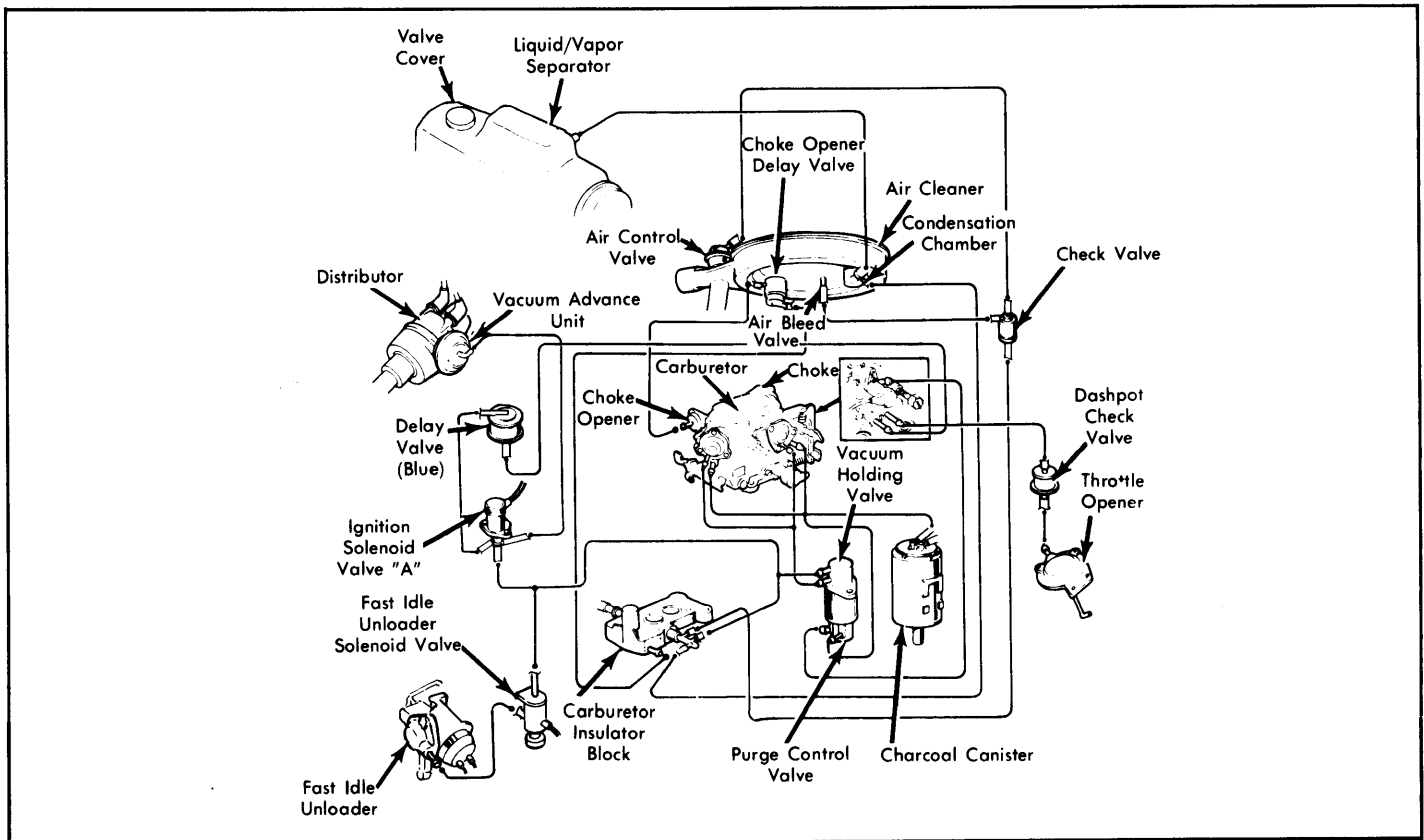 Valve
Cover
Liquid/Vapor
Separator
Choke Opener
Delay Valve
Air Cleaner
Condensation
Chamber
Air Control
Valve
Check Valve
Distributor
Vacuum Advance
Unit
Air Bleed
Valve
Carburetor
Choke
Choke
Opener
Dashpot
Check
Valve
Delay
Valve
(Blue)
Vacuum
Holding
Valve
Throttle
Opener
Ignition
Solenoid
Valve "A"
Fast Idle
Unloader
Solenoid Valve
Carburetor
Insulator
Block
Purge Control
Valve
Charcoal Canister
Fast Idle
Unloader